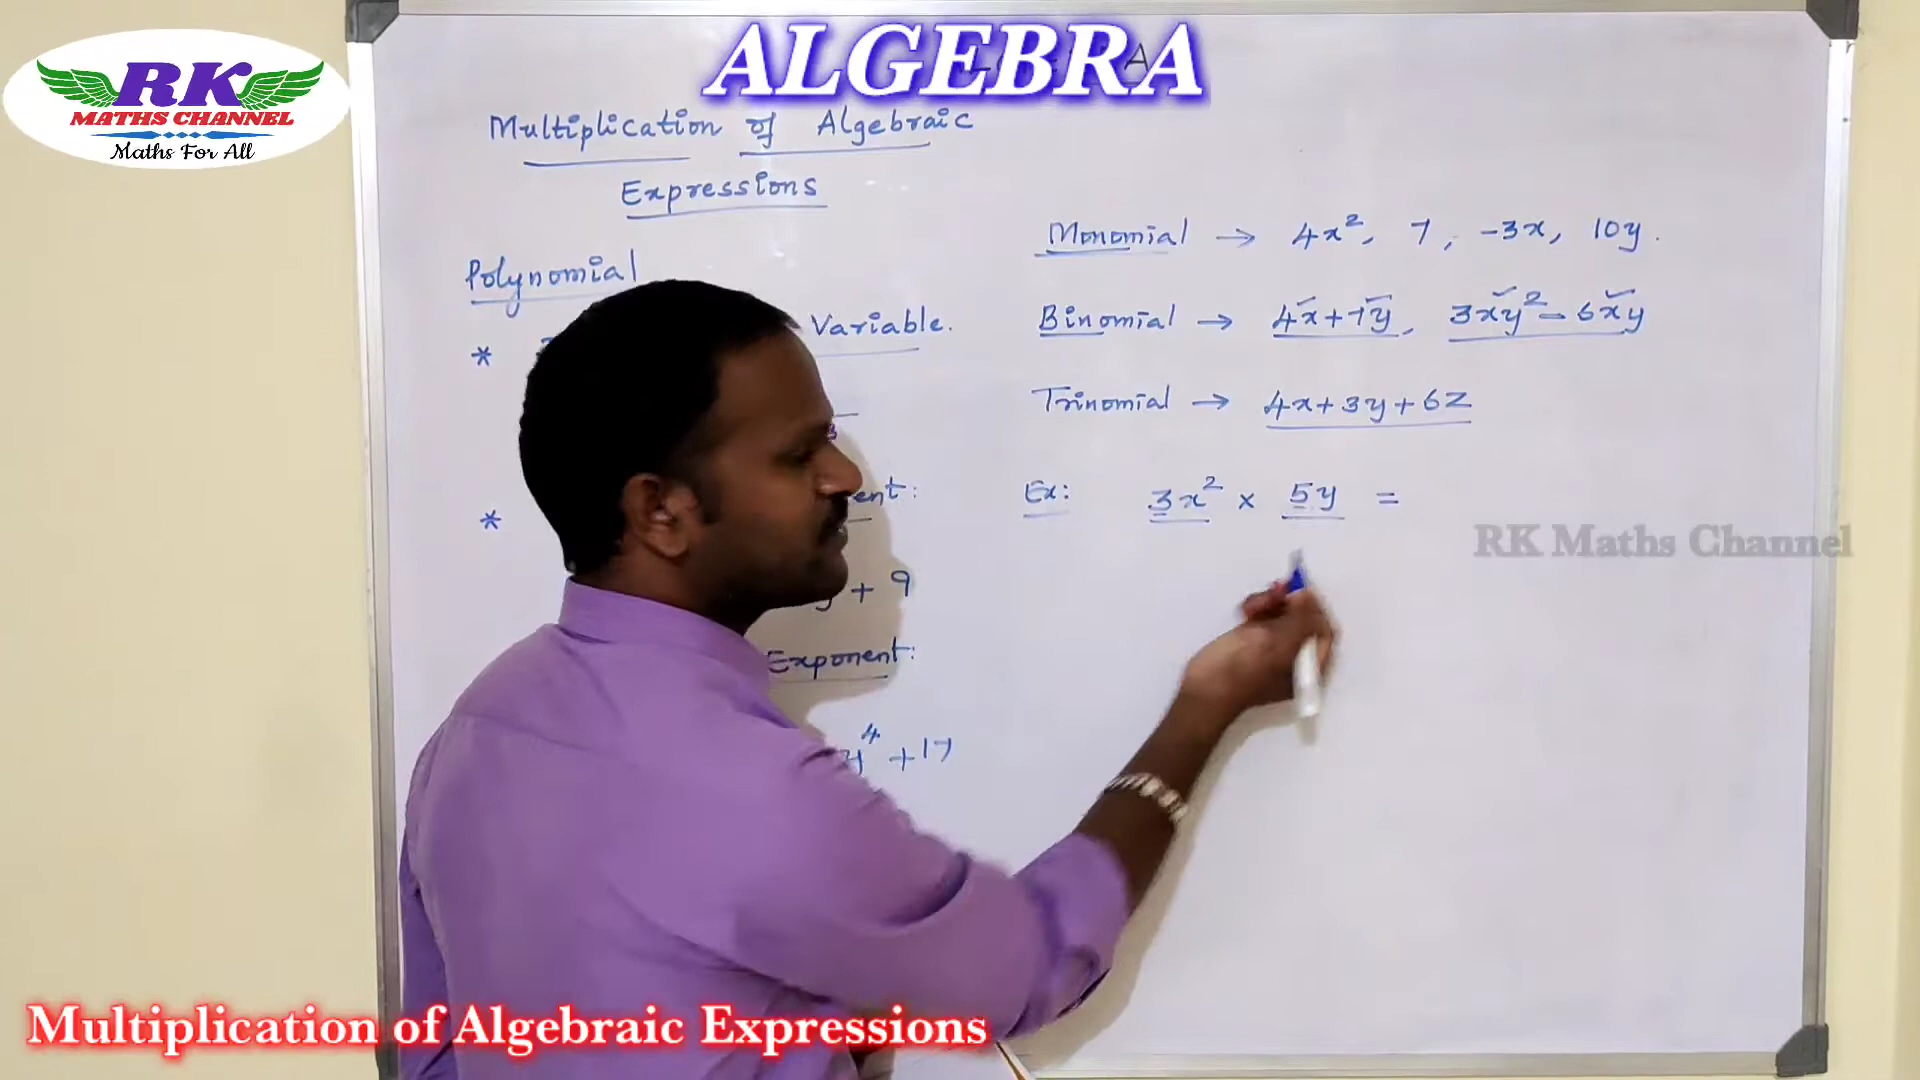 ALGEBRA
RK
MATHS CHANNEL
Maths For All
Multiplication of Algebraic
Expressions
Polynomial
* Variable.
*
+ 9
Exponent:
y⁴ + 17
Monomial → 4x², 7, -3x, 10y.
Binomial → 4x+7y, 3xy² - 6xy
Trinomial → 4x+3y+6z
Ex: 3x² × 5y =
RK Maths Channel
Multiplication of Algebraic Expressions